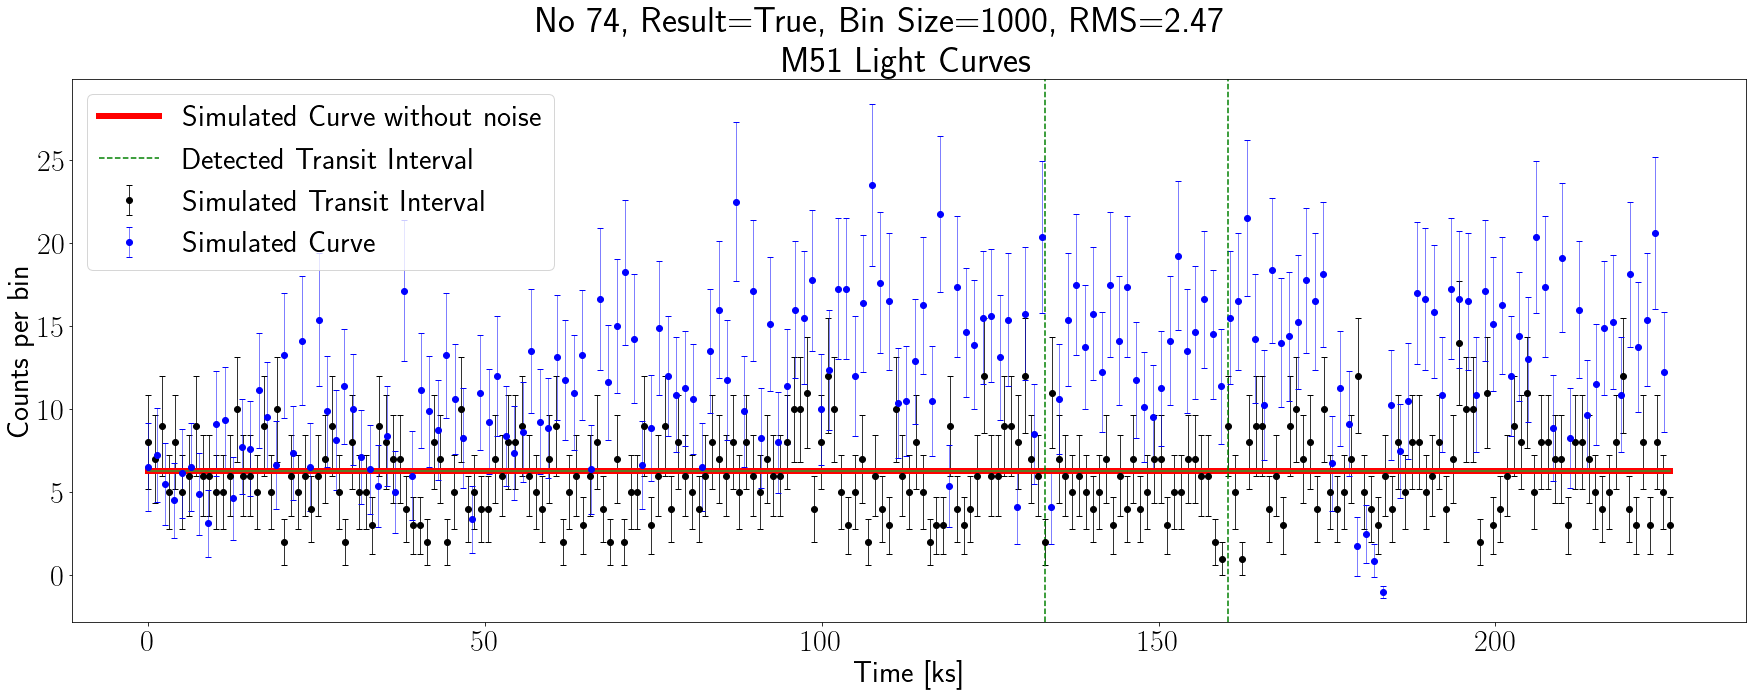 No 74, Result=True, Bin Size=1000, RMS=2.47
M51 Light Curves
Simulated Curve without noise
Detected Transit Interval
Simulated Transit Interval
Simulated Curve
Counts per bin
25
20
15
10
5
0
0 50 100 150 200
Time [ks]